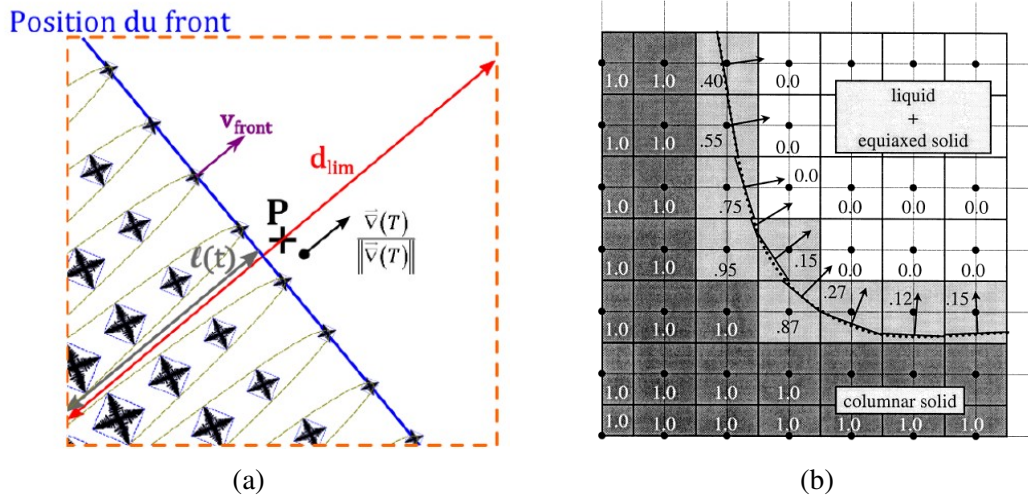 Position du front
v_front
d_lim
P
∇⃗(T)
‖∇⃗(T)‖
ℓ(t)
(a)
1.0 1.0 .40 0.0
liquid
+
equiaxed solid
.55 0.0
0.0
.75 0.0 0.0 0.0
.15
.95 0.0 0.0 0.0
.27 .12 .15
1.0 1.0 1.0 .87
1.0 1.0 1.0
columnar solid
1.0 1.0 1.0 1.0 1.0 1.0
1.0 1.0 1.0 1.0 1.0 1.0 1.0
(b)